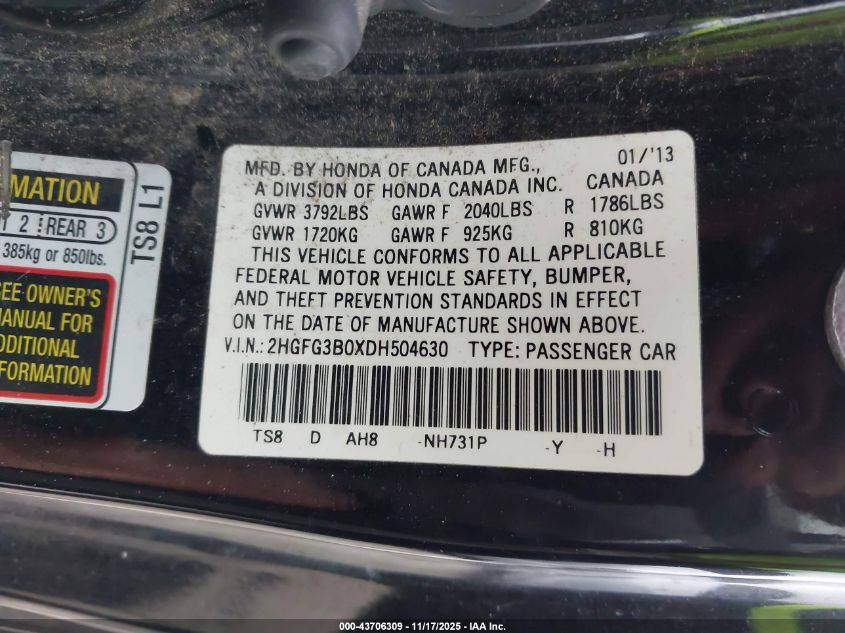 MATION
2 REAR 3
385kg or 850lbs.
EE OWNER'S
ANUAL FOR
DDITIONAL
FORMATION
TS8 L1
MFD. BY HONDA OF CANADA MFG., 01/'13
A DIVISION OF HONDA CANADA INC. CANADA
GVWR 3792LBS GAWR F 2040LBS R 1786LBS
GVWR 1720KG GAWR F 925KG R 810KG
THIS VEHICLE CONFORMS TO ALL APPLICABLE
FEDERAL MOTOR VEHICLE SAFETY, BUMPER,
AND THEFT PREVENTION STANDARDS IN EFFECT
ON THE DATE OF MANUFACTURE SHOWN ABOVE.
V.I.N.: 2HGFG3B0XDH504630 TYPE: PASSENGER CAR
TS8 D AH8 -NH731P -Y -H
000-43706309 - 11/17/2025 - IAA Inc.